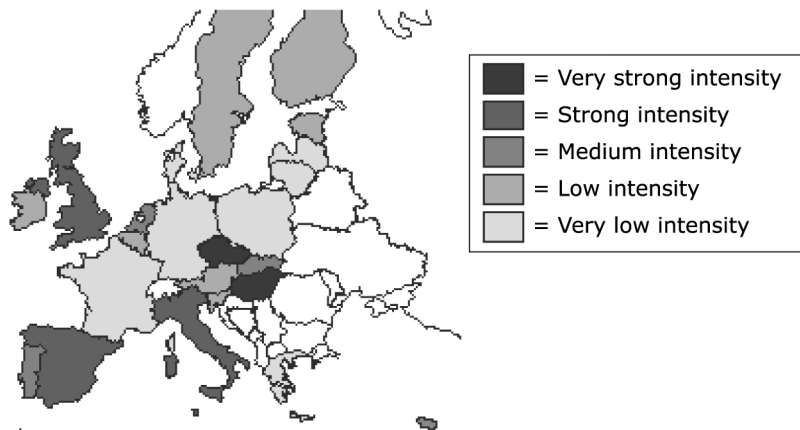 = Very strong intensity
= Strong intensity
= Medium intensity
= Low intensity
= Very low intensity